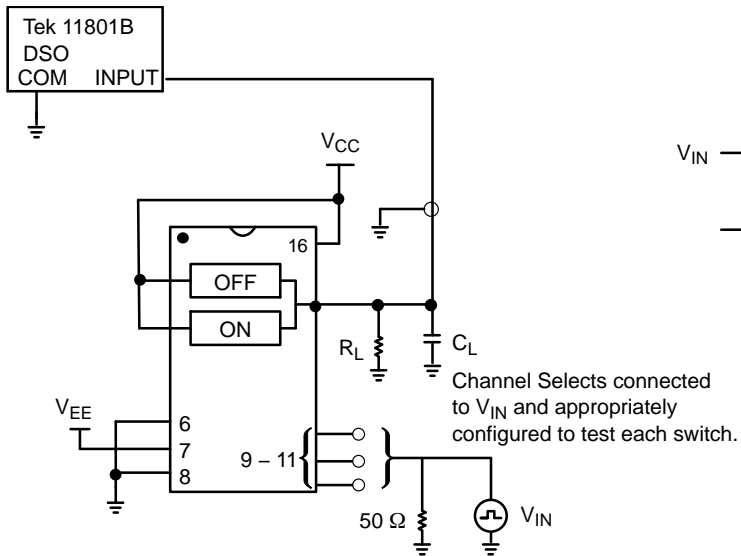 Tek 11801B
DSO
COM INPUT
V_CC
V_IN
16
OFF
ON
R_L
C_L
Channel Selects connected
to V_IN and appropriately
configured to test each switch.
V_EE
6
7
8
9 – 11
50 Ω
V_IN